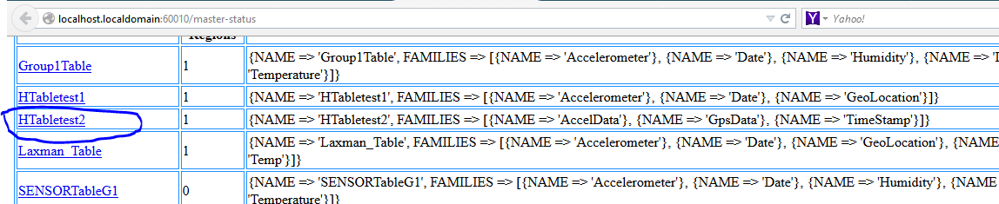 localhost.localdomain:60010/master-status
Yahoo!
Regions
Group1Table 1 {NAME => 'Group1Table', FAMILIES => [{NAME => 'Accelerometer'}, {NAME => 'Date'}, {NAME => 'Humidity'}, {NAME =>
'Temperature'}]}
HTabletest1 1 {NAME => 'HTabletest1', FAMILIES => [{NAME => 'Accelerometer'}, {NAME => 'Date'}, {NAME => 'GeoLocation'}]}
HTabletest2 1 {NAME => 'HTabletest2', FAMILIES => [{NAME => 'AccelData'}, {NAME => 'GpsData'}, {NAME => 'TimeStamp'}]}
Laxman_Table 1 {NAME => 'Laxman_Table', FAMILIES => [{NAME => 'Accelerometer'}, {NAME => 'Date'}, {NAME => 'GeoLocation'}, {NAME
'Temp'}]}
SENSORTableG1 0 {NAME => 'SENSORTableG1', FAMILIES => [{NAME => 'Accelerometer'}, {NAME => 'Date'}, {NAME => 'Humidity'}, {NAME
'Temperature'}]}